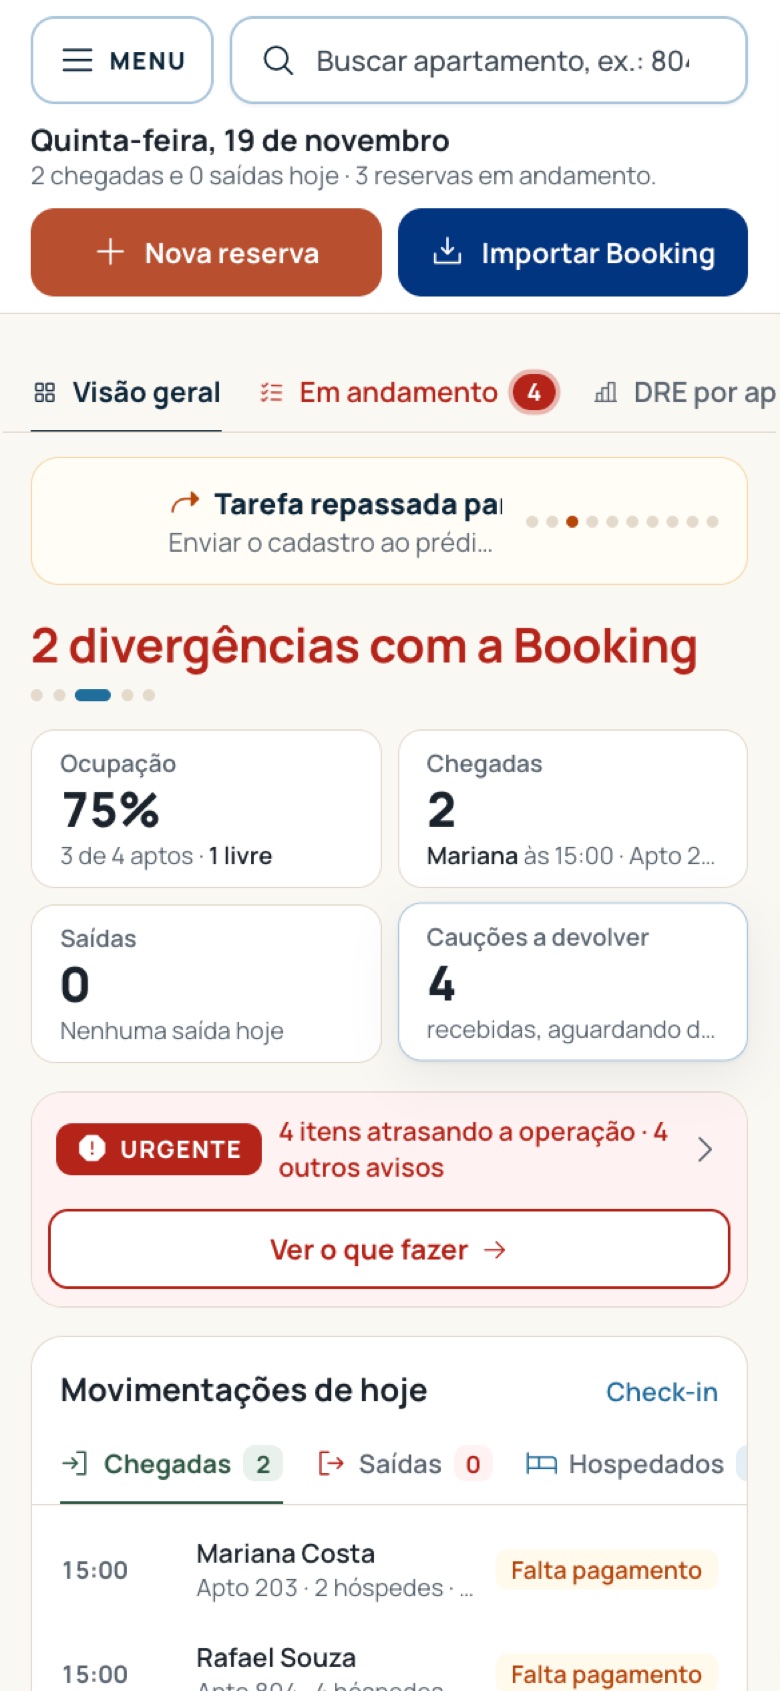 MENU
Buscar apartamento, ex.: 80
Quinta-feira, 19 de novembro
2 chegadas e 0 saídas hoje · 3 reservas em andamento.
Nova reserva
Importar Booking
Visão geral
Em andamento 4
DRE por ap
Tarefa repassada pa
Enviar o cadastro ao prédi...
2 divergências com a Booking
Ocupação
75%
3 de 4 aptos · 1 livre
Chegadas
2
Mariana às 15:00 · Apto 2...
Saídas
0
Nenhuma saída hoje
Cauções a devolver
4
recebidas, aguardando d...
URGENTE
4 itens atrasando a operação · 4
outros avisos
Ver o que fazer →
Movimentações de hoje
Check-in
Chegadas 2
Saídas 0
Hospedados
15:00
Mariana Costa
Apto 203 · 2 hóspedes · ...
Falta pagamento
15:00
Rafael Souza
Apto 804 · 4 hóspedes
Falta pagamento